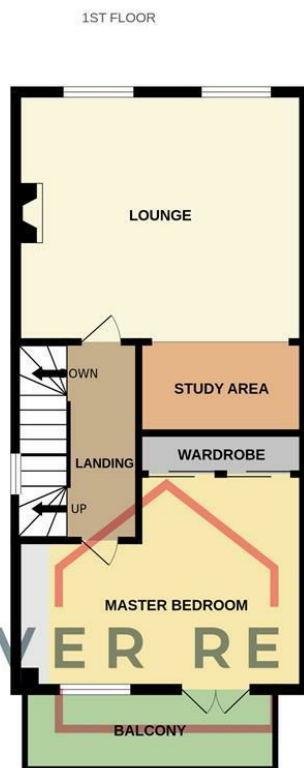 1ST FLOOR
LOUNGE
OWN
STUDY AREA
WARDROBE
LANDING
UP
MASTER BEDROOM
VER RE
BALCONY